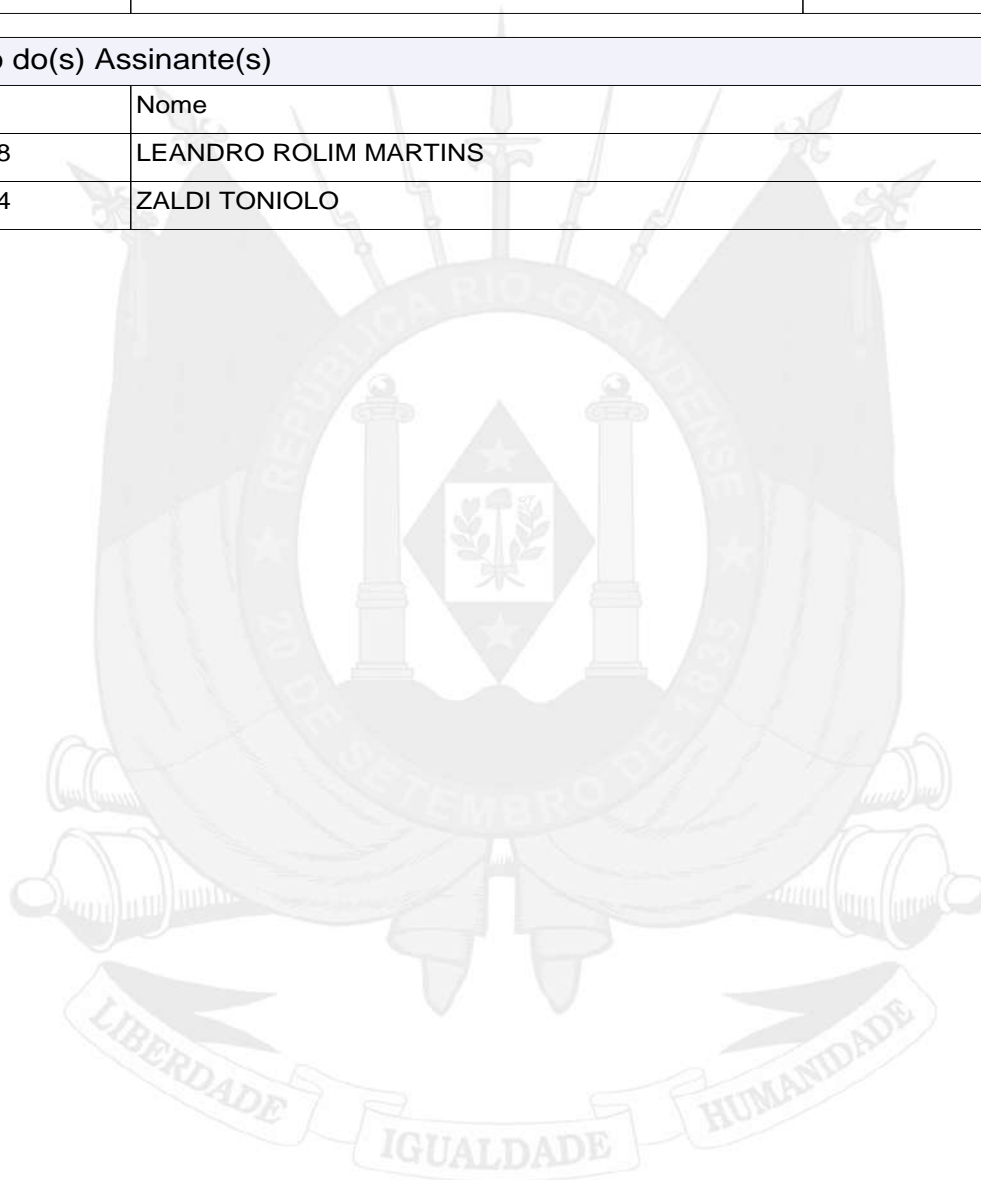 o do(s) Assinante(s)
Nome
8 LEANDRO ROLIM MARTINS
4 ZALDI TONIOLO
REPÚBLICA RIO-GRANDENSE
20 DE SETEMBRO DE 1835
LIBERDADE IGUALDADE HUMANIDADE